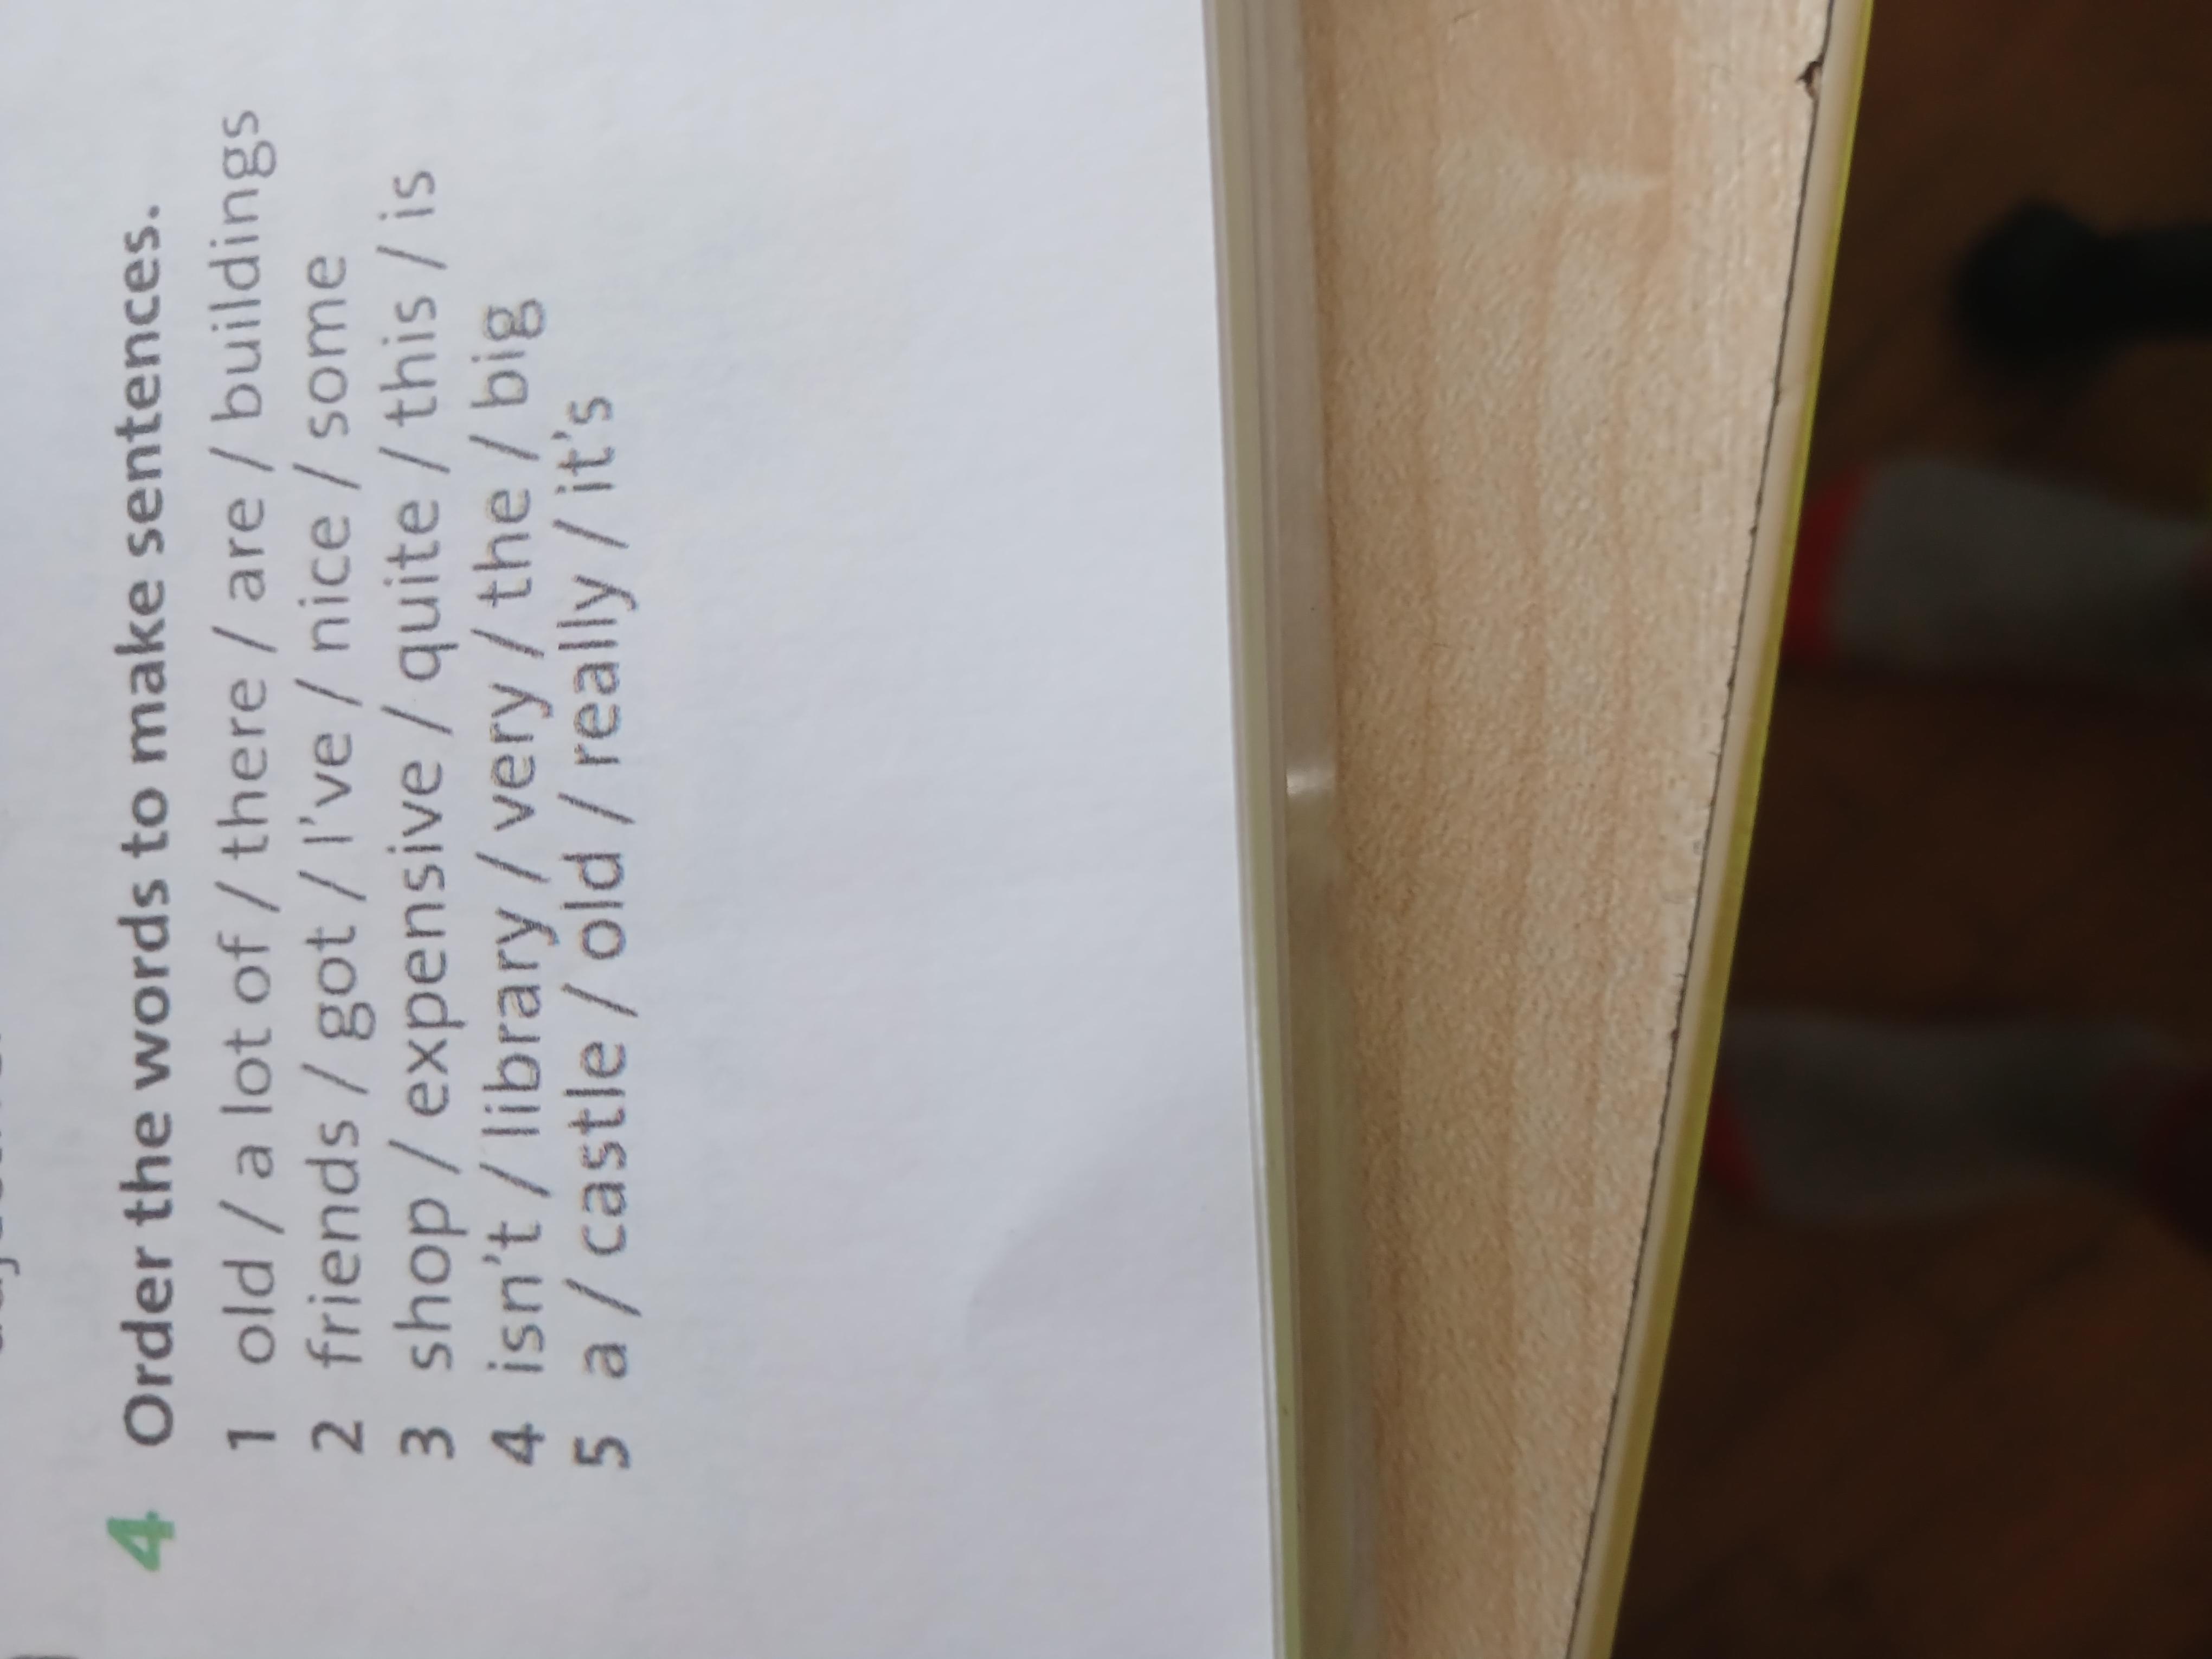 4 Order the words to make sentences.
1 old / a lot of / there / are / buildings
2 friends / got / I've / nice / some
3 shop / expensive / quite / this / is
4 isn't / library / very / the / big
5 a / castle / old / really / it's